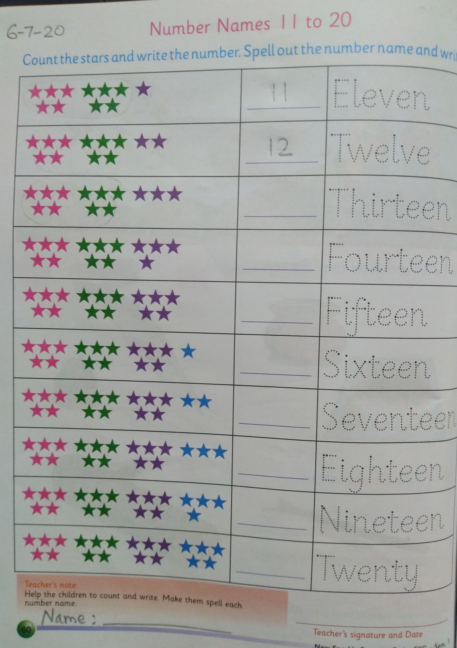 6-7-20
Number Names 11 to 20
Count the stars and write the number. Spell out the number name and wri
11 Eleven
12 Twelve
Thirteen
Fourteen
Fifteen
Sixteen
Seventeen
Eighteen
Nineteen
Twenty
Teacher's note:
Help the children to count and write. Make them spell each
number name.
Name :
Teacher's signature and Date